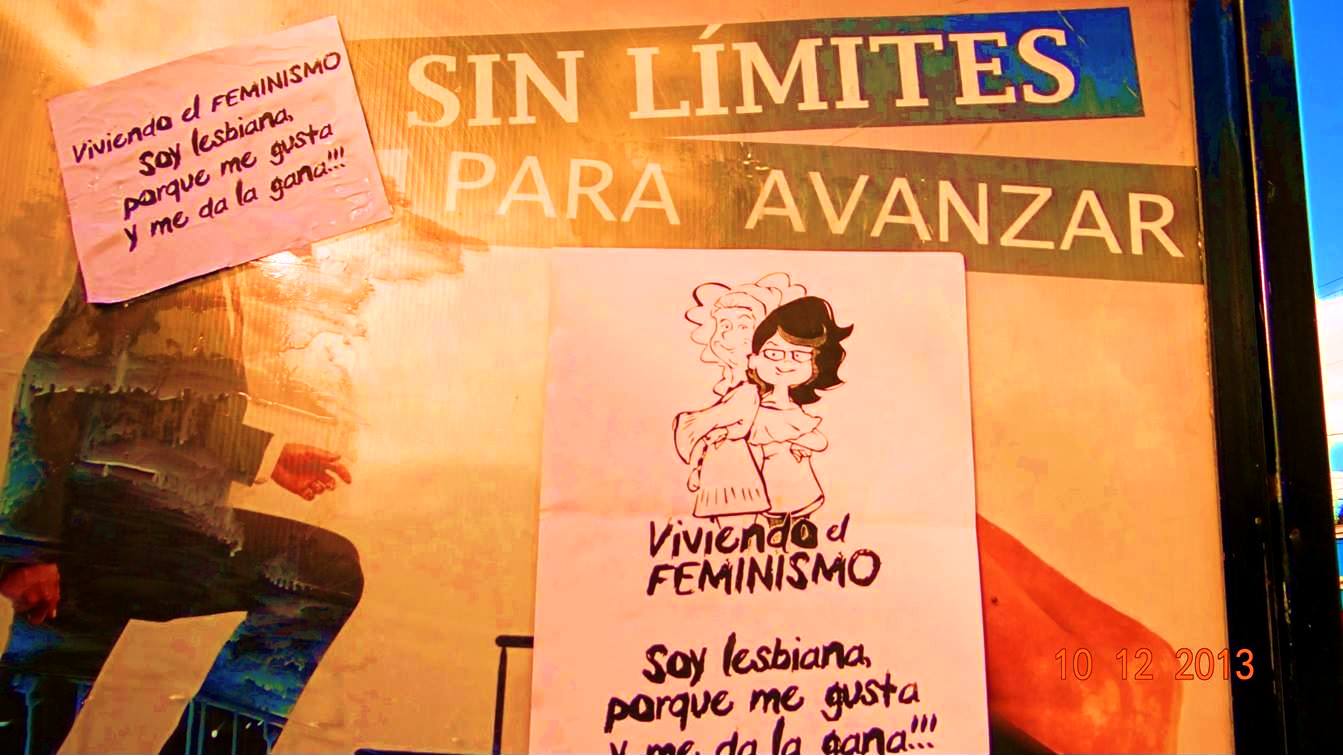 Viviendo el FEMINISMO
Soy lesbiana,
porque me gusta
y me da la gana!!!
SIN LÍMITES
PARA AVANZAR
Viviendo el
FEMINISMO
Soy lesbiana,
porque me gusta
y me da la gana!!!
10 12 2013